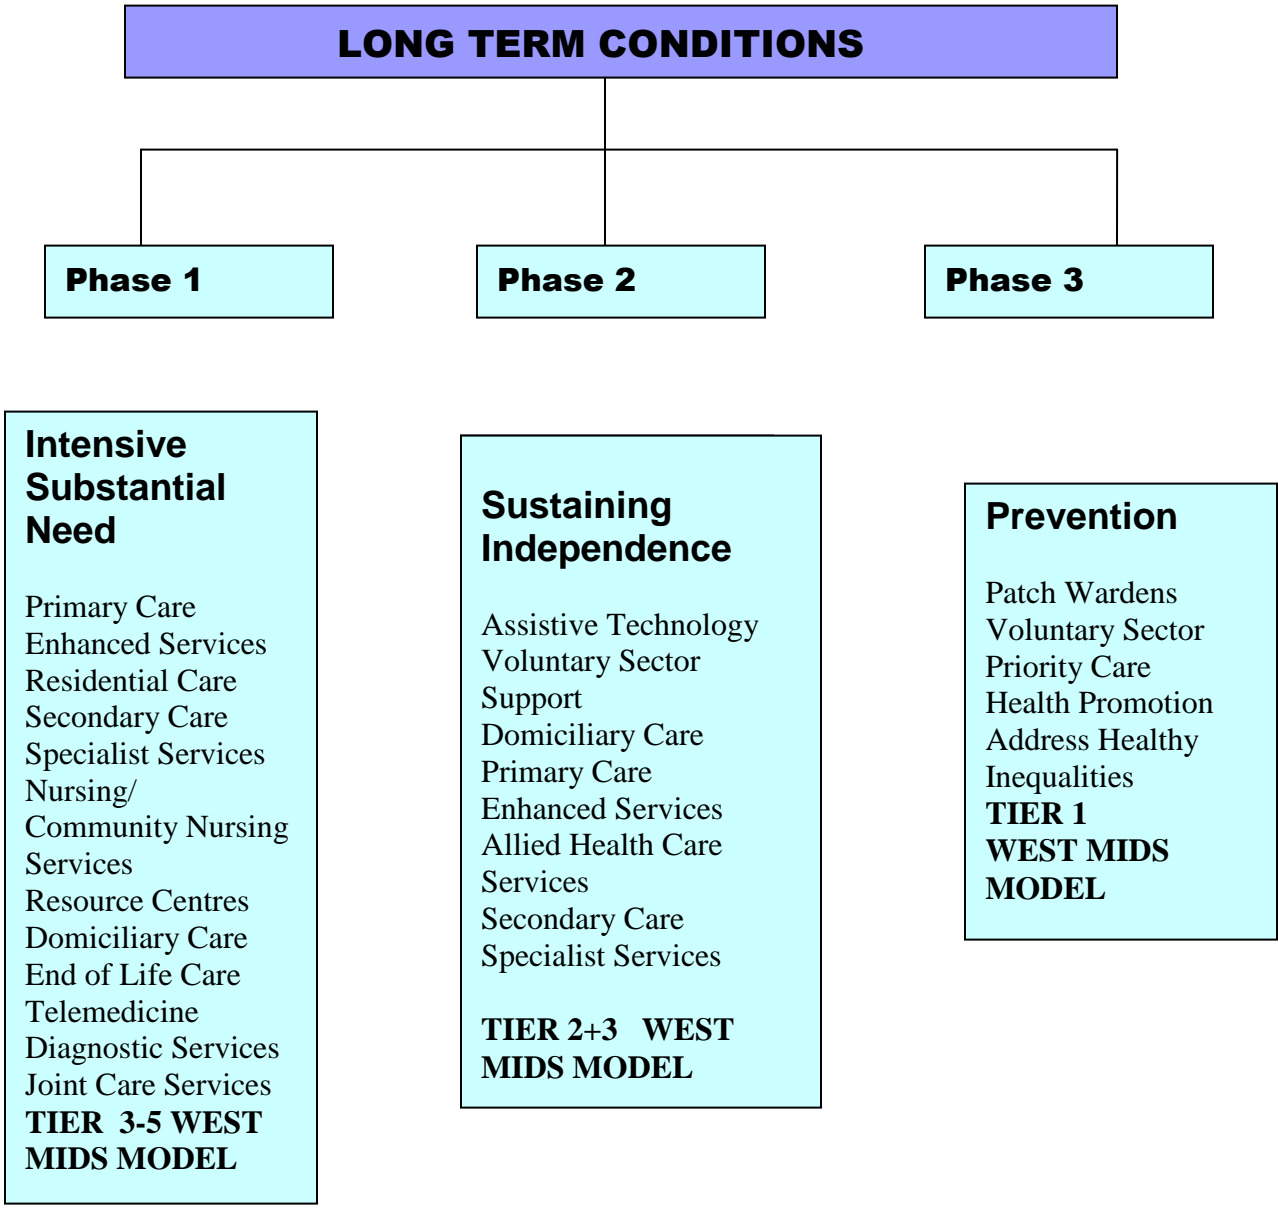 LONG TERM CONDITIONS
Phase 1
Phase 2
Phase 3
Intensive
Substantial
Need
Primary Care
Enhanced Services
Residential Care
Secondary Care
Specialist Services
Nursing/
Community Nursing
Services
Resource Centres
Domiciliary Care
End of Life Care
Telemedicine
Diagnostic Services
Joint Care Services
TIER 3-5 WEST
MIDS MODEL
Sustaining
Independence
Assistive Technology
Voluntary Sector
Support
Domiciliary Care
Primary Care
Enhanced Services
Allied Health Care
Services
Secondary Care
Specialist Services
TIER 2+3 WEST
MIDS MODEL
Prevention
Patch Wardens
Voluntary Sector
Priority Care
Health Promotion
Address Healthy
Inequalities
TIER 1
WEST MIDS
MODEL